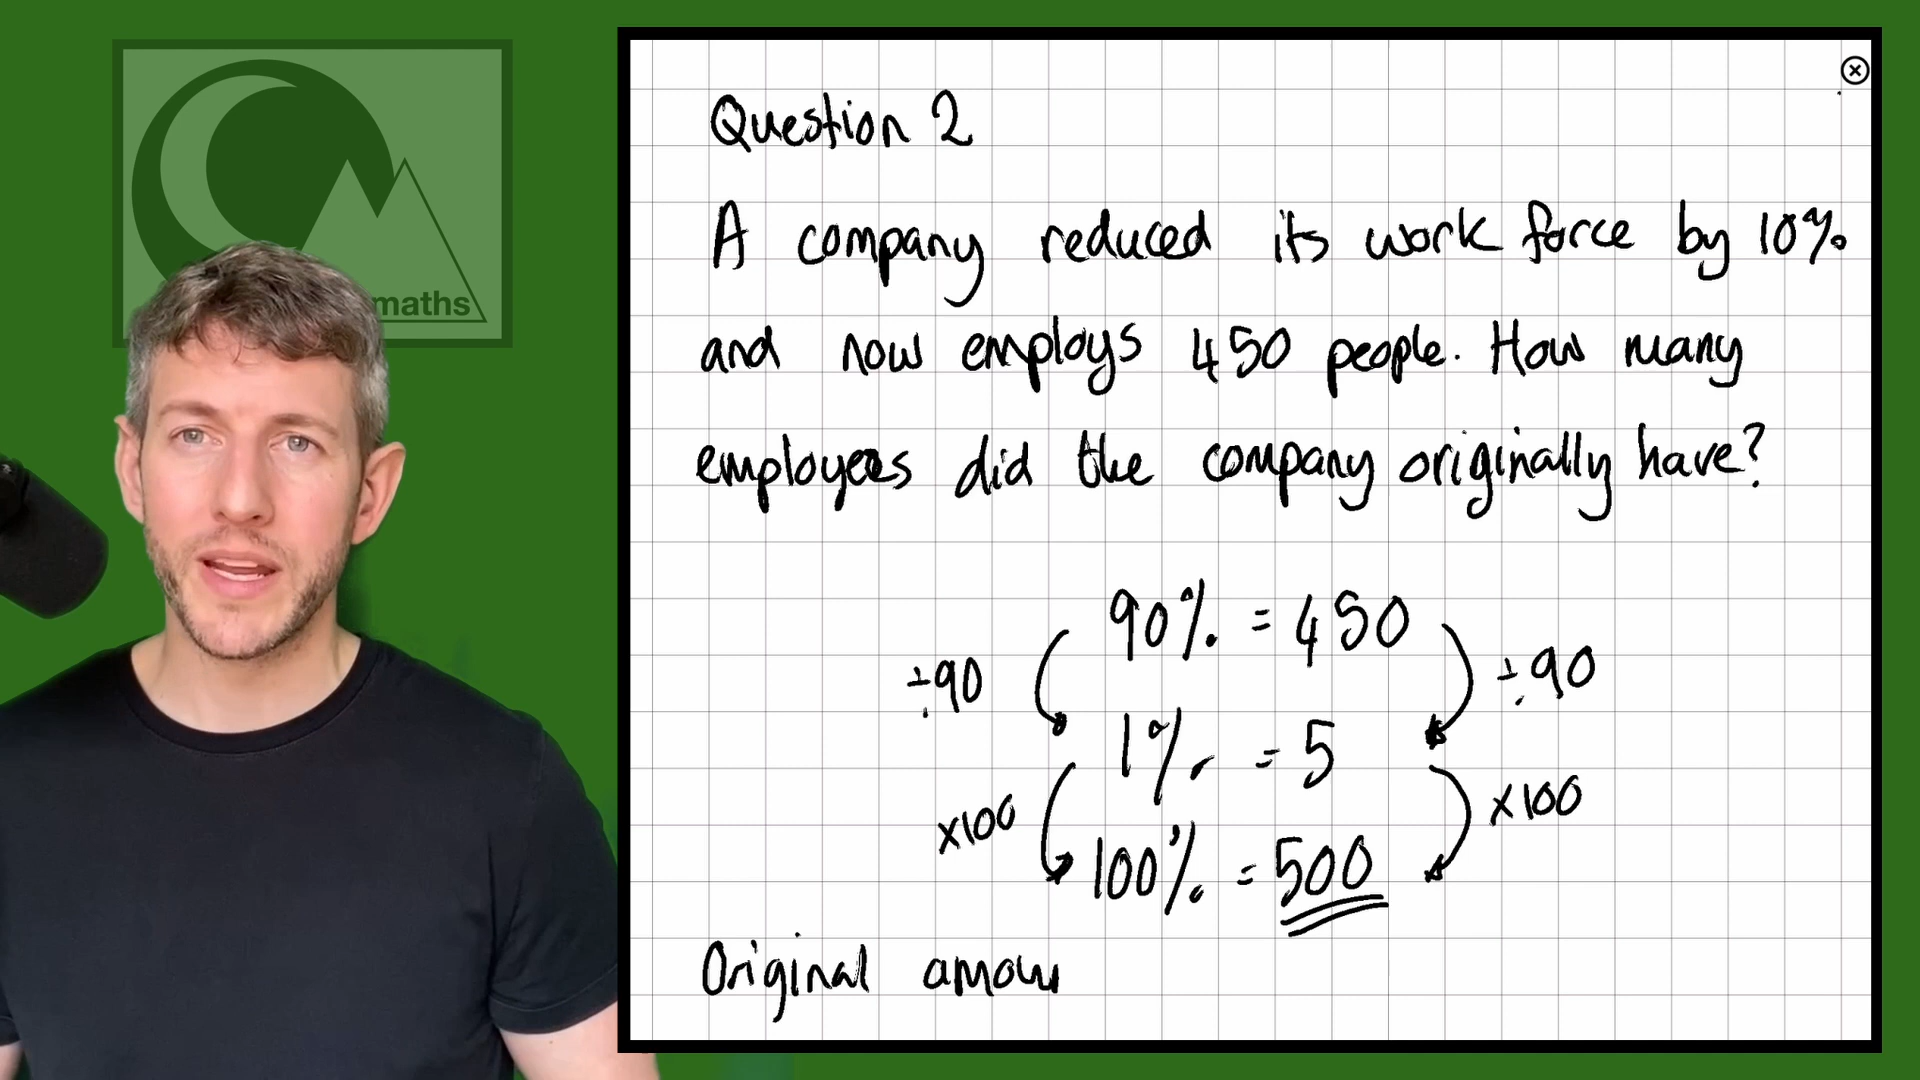 maths
Question 2
A company reduced its work force by 10%
and now employs 450 people. How many
employees did the company originally have?
90% = 450
÷90
÷90
1% = 5
x100
x100
100% = 500
Original amou